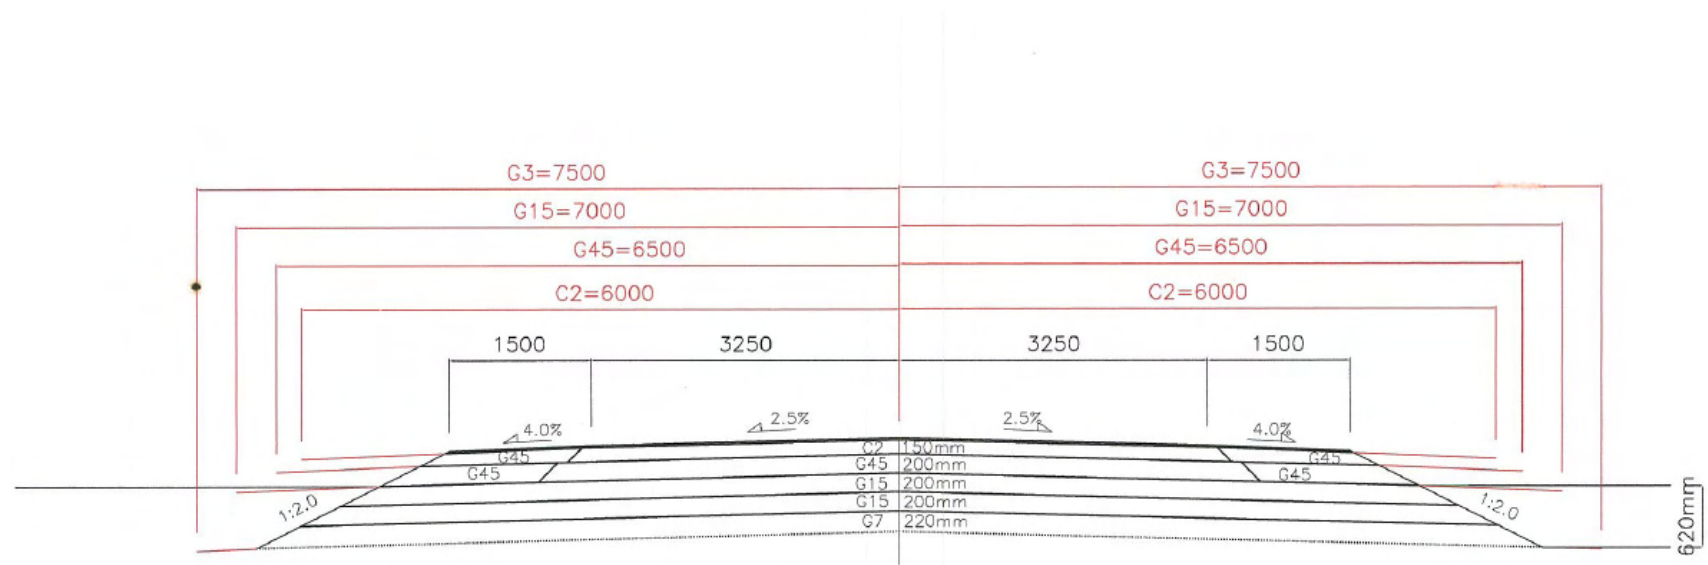 G3=7500 G3=7500
G15=7000 G15=7000
G45=6500 G45=6500
C2=6000 C2=6000
1500 3250 3250 1500
4.0% 2.5% 2.5% 4.0%
C2 150mm
G45 G45
G45 200mm
G45 G45
G15 200mm
1:2.0 1:2.0
G15 200mm
G7 220mm
620mm